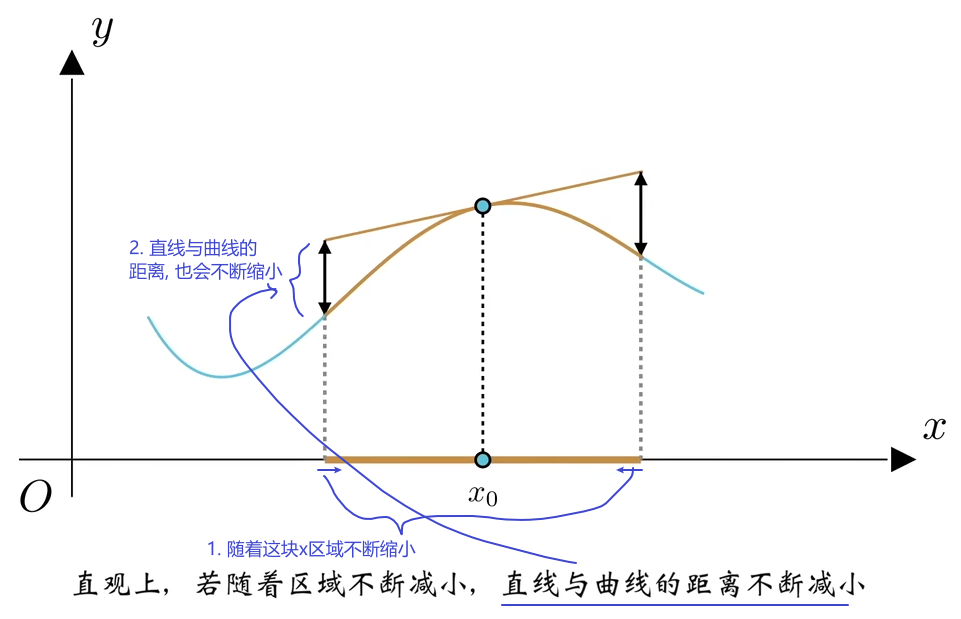 y
2. 直线与曲线的
距离, 也会不断缩小
x
O
x₀
1. 随着这块x区域不断缩小
直观上，若随着区域不断减小，直线与曲线的距离不断减小